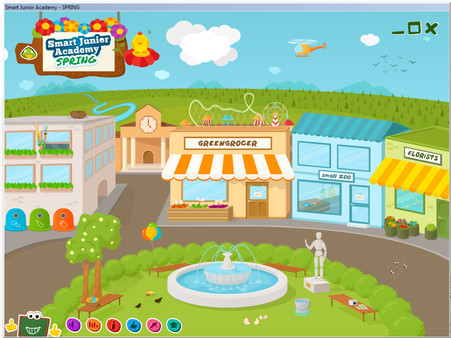 Smart Junior Academy - SPRING
Smart Junior
Academy
SPRING
GREENGROCER
small ZOO
FLORISTS